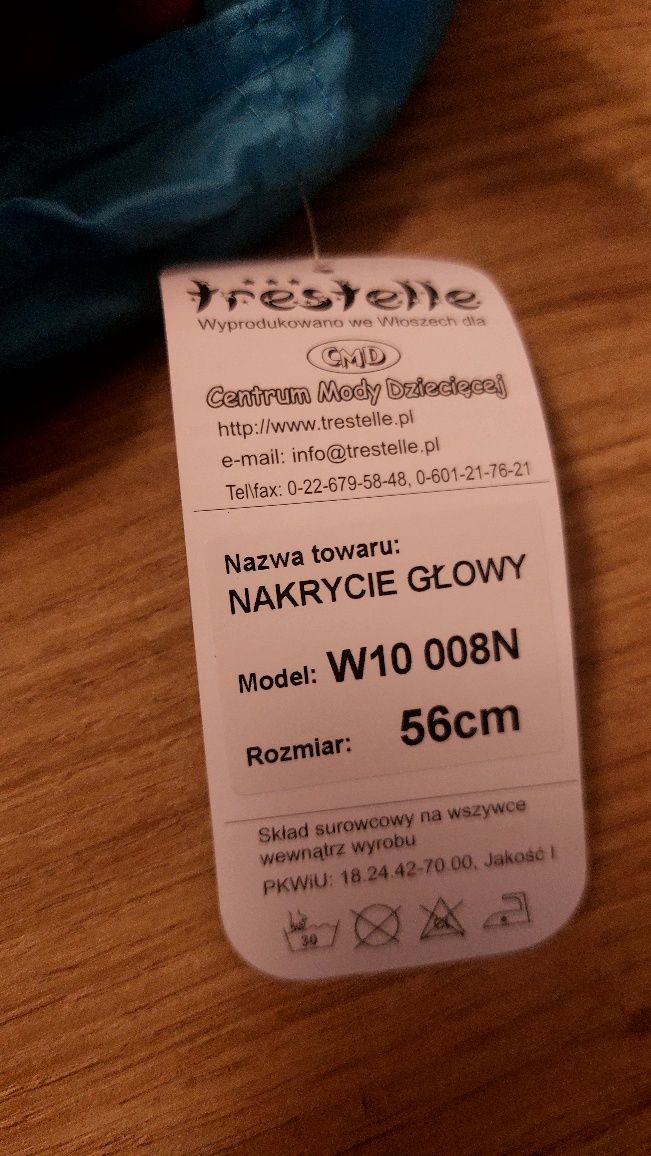 trestelle
Wyprodukowano we Włoszech dla
CMD
Centrum Mody Dziecięcej
http://www.trestelle.pl
e-mail: info@trestelle.pl
Tel\fax: 0-22-679-58-48, 0-601-21-76-21
Nazwa towaru:
NAKRYCIE GŁOWY
Model: W10 008N
Rozmiar: 56cm
Skład surowcowy na wszywce
wewnątrz wyrobu
PKWiU: 18.24.42-70.00, Jakość I
30